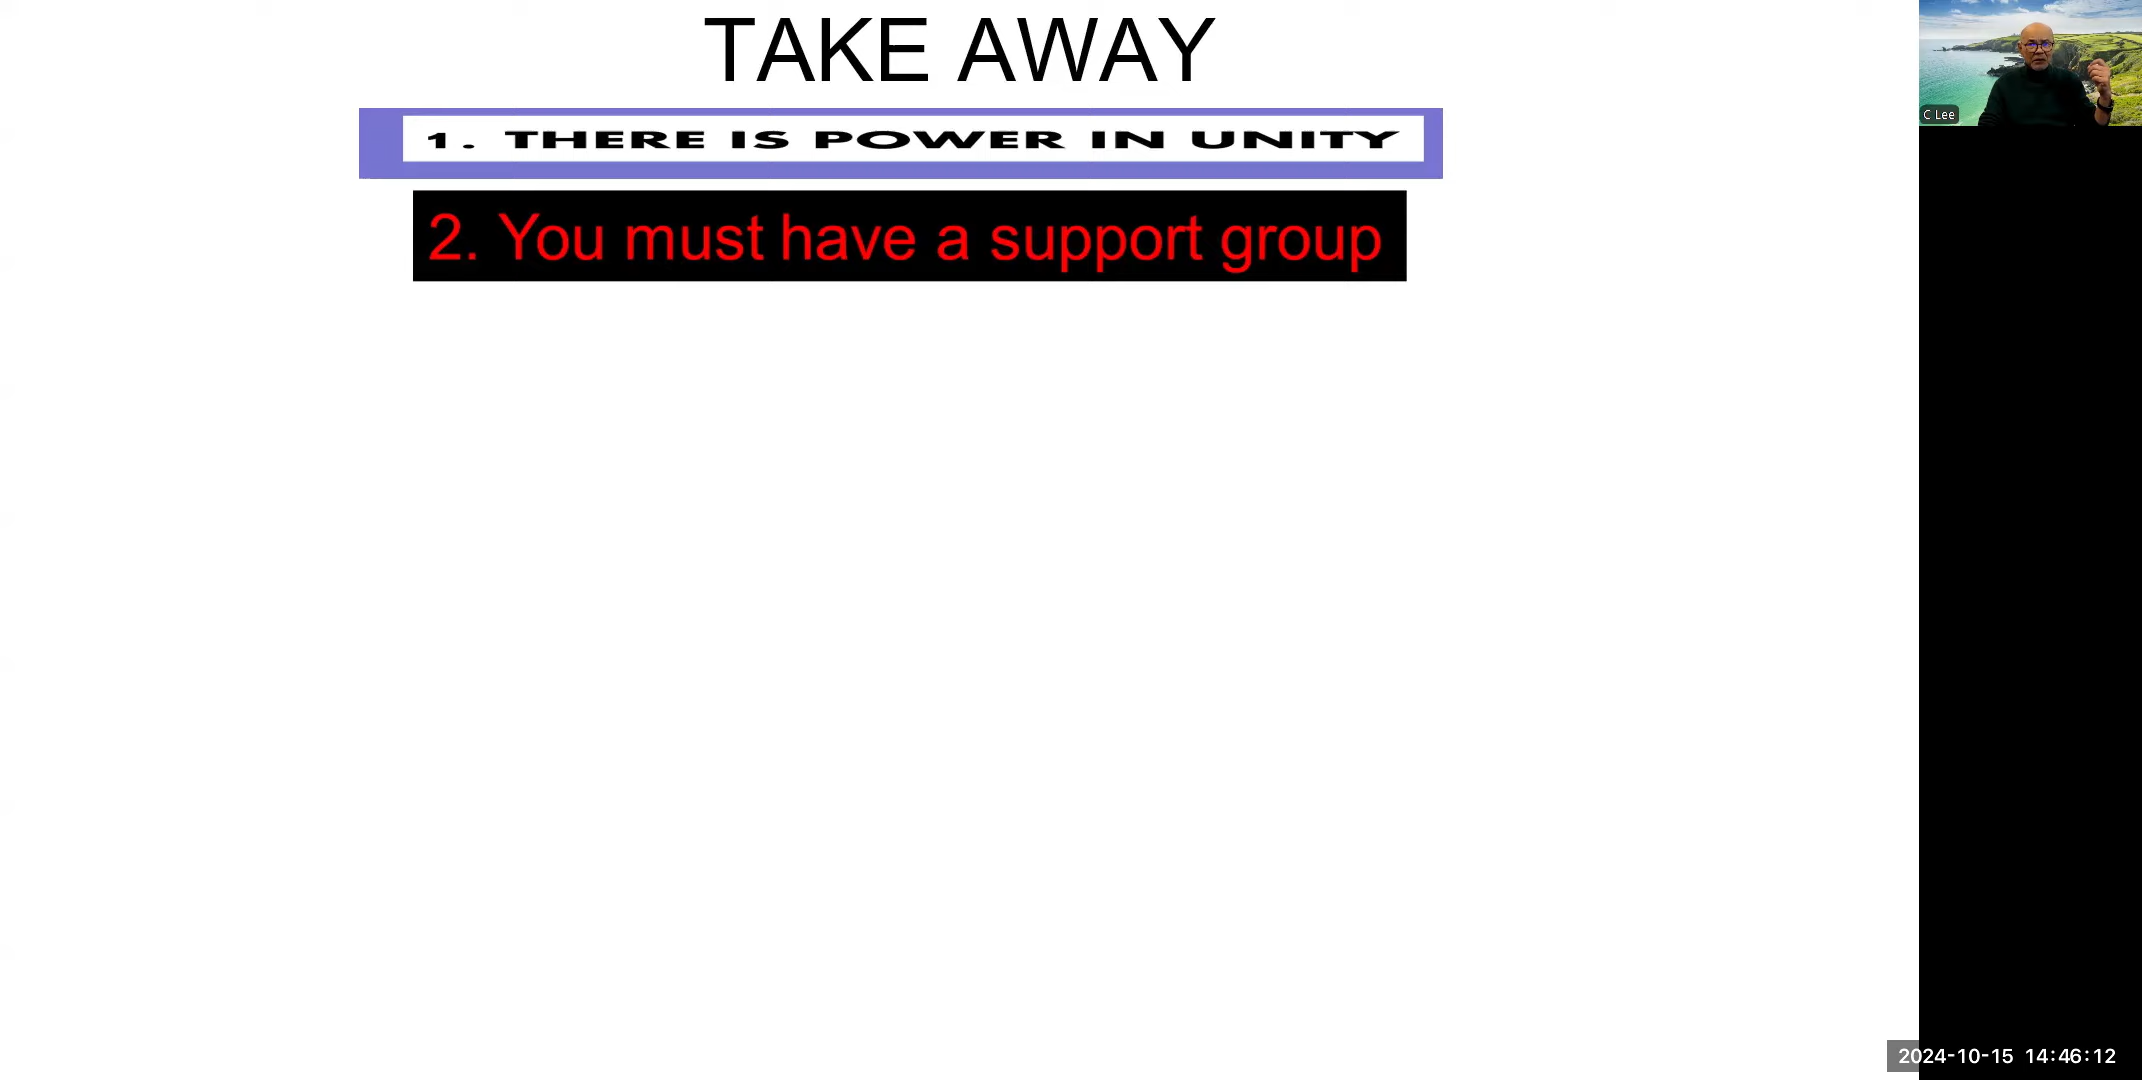 TAKE AWAY
1. THERE IS POWER IN UNITY
2. You must have a support group
C Lee
2024-10-15 14:46:12